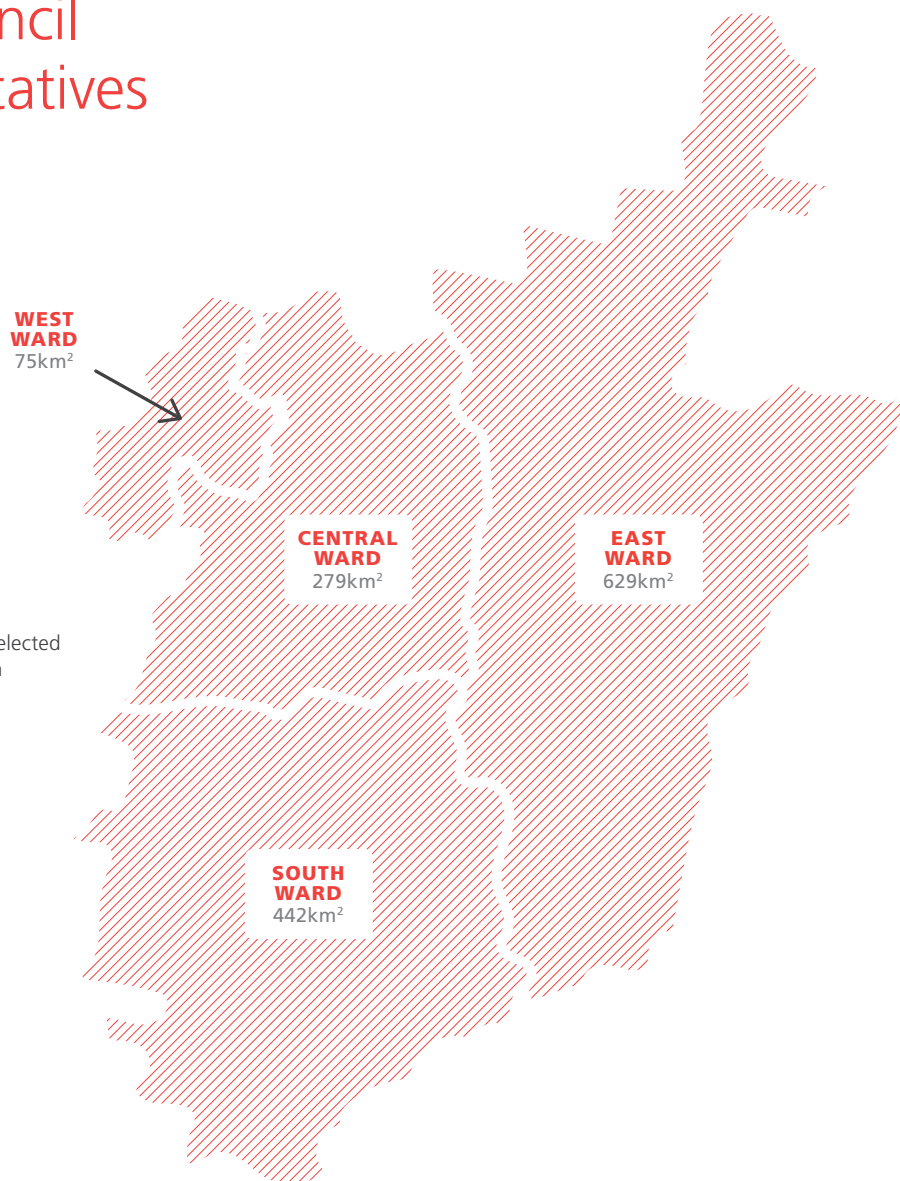 ncil
tatives
WEST
WARD
75km²
CENTRAL
WARD
279km²
EAST
WARD
629km²
elected
SOUTH
WARD
442km²